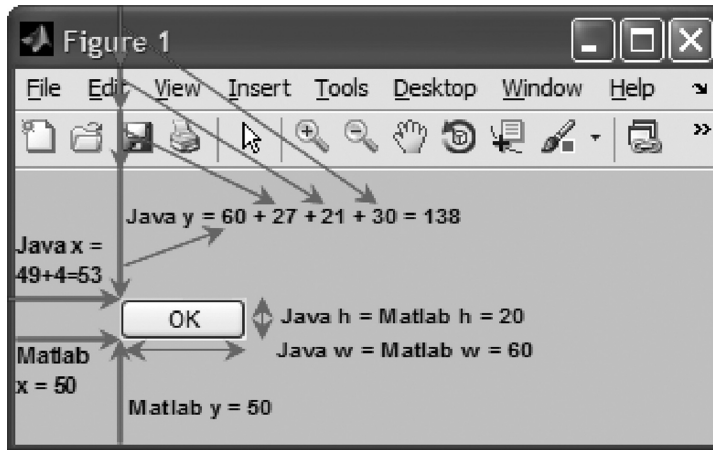 Figure 1
File Edit View Insert Tools Desktop Window Help
Java y = 60 + 27 +21 + 30 = 138
Java x =
49+4=53
OK
Java h = Matlab h = 20
Java w = Matlab w = 60
Matlab
x = 50
Matlab y = 50